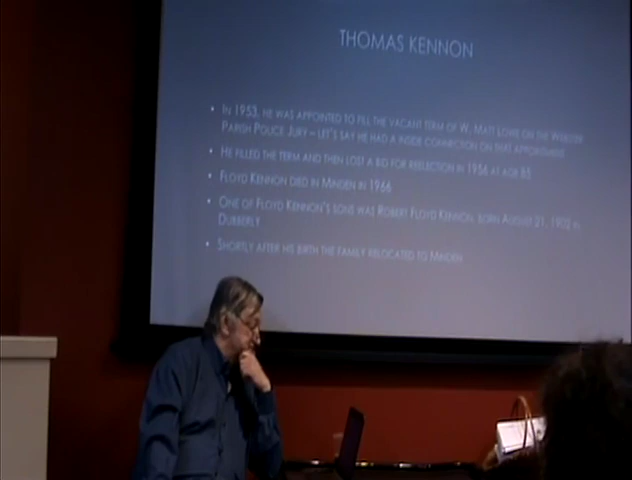 THOMAS KENNON
• IN 1953, HE WAS APPOINTED TO FILL THE VACANT TERM OF W. MATT LOWE ON THE WEBSTER
PARISH POLICE JURY – LET'S SAY HE HAD A INSIDE CONNECTION ON THAT APPOINTMENT
• HE FILLED THE TERM AND THEN LOST A BID FOR REELECTION IN 1956 AT AGE 85
• FLOYD KENNON DIED IN MINDEN IN 1966
• ONE OF FLOYD KENNON'S SONS WAS ROBERT FLOYD KENNON, BORN AUGUST 21, 1902 IN
DUBBERLY
• SHORTLY AFTER HIS BIRTH THE FAMILY RELOCATED TO MINDEN